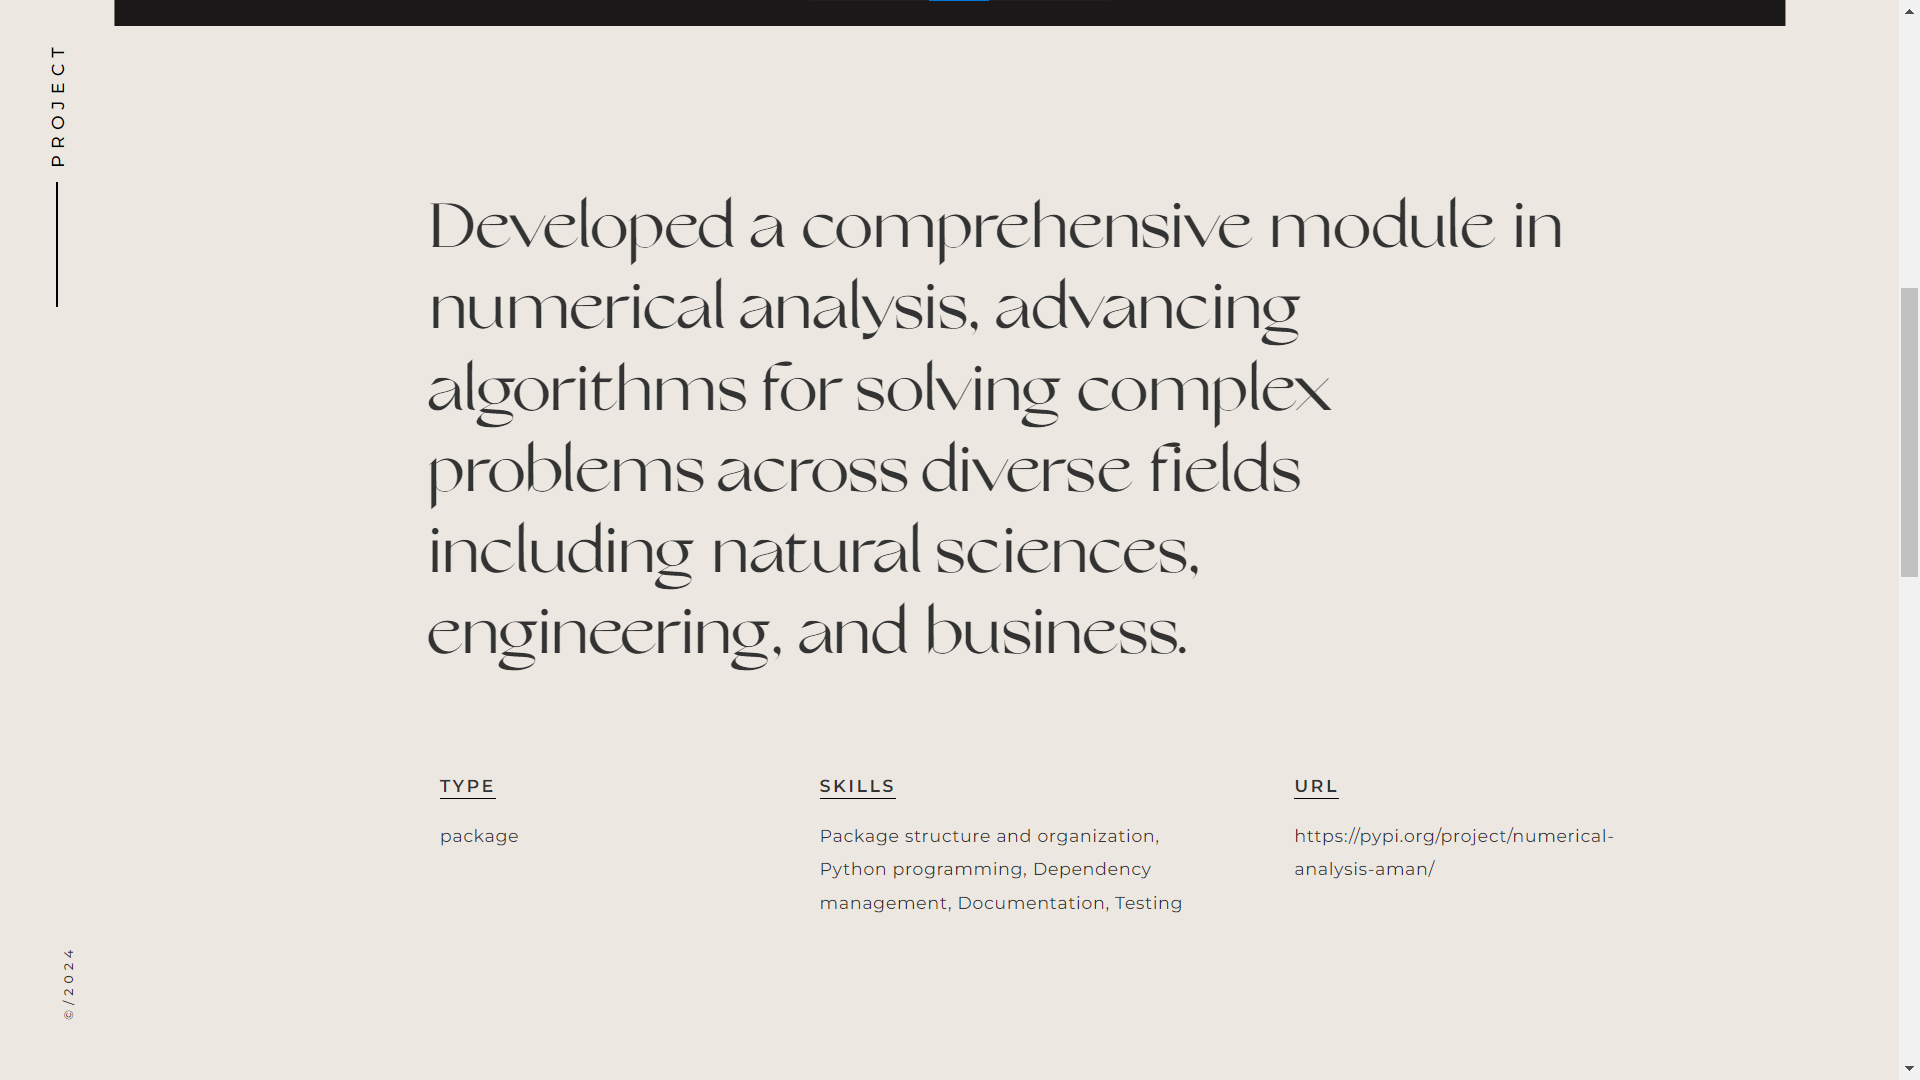 PROJECT
Developed a comprehensive module in
numerical analysis, advancing
algorithms for solving complex
problems across diverse fields
including natural sciences,
engineering, and business.
TYPE
package
SKILLS
Package structure and organization,
Python programming, Dependency
management, Documentation, Testing
URL
https://pypi.org/project/numerical-
analysis-aman/
©/2024